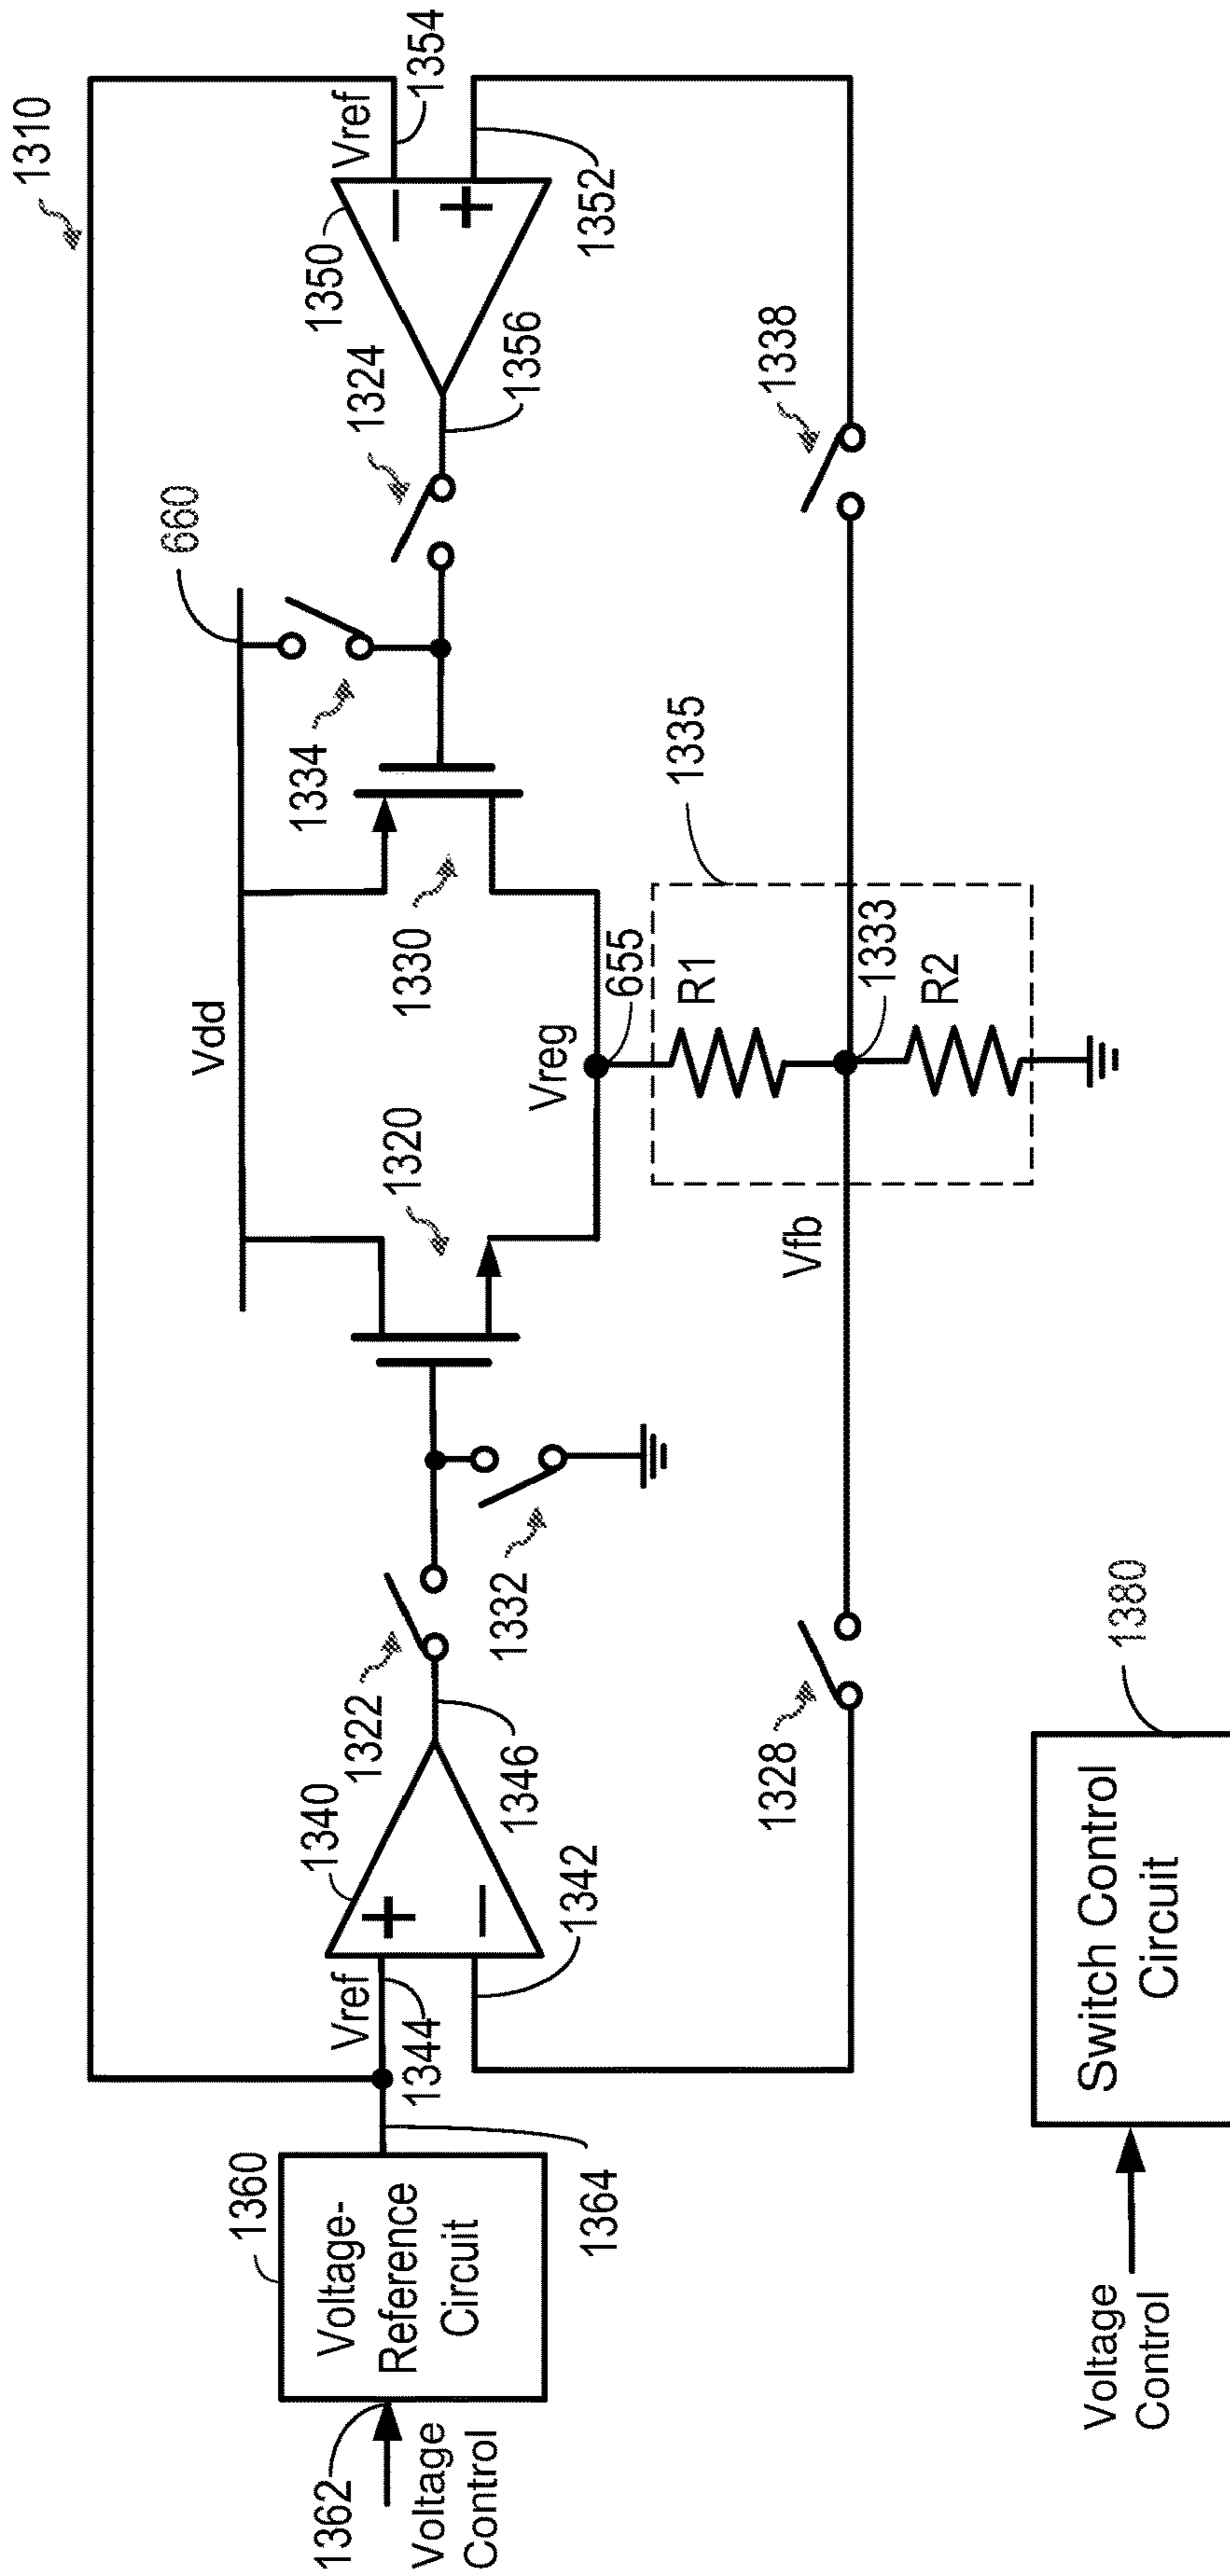 1310
Vdd
660
1320
1330
1334
1324
1350
Vref
1354
1360
Voltage-
Reference
Circuit
1362
Voltage
Control
1364
Vref
1344
1340
1342
1346
1322
1332
1356
1352
Vreg
655
R1
1335
1333
R2
Vfb
1328
1338
Voltage
Control
Switch Control
Circuit
1380